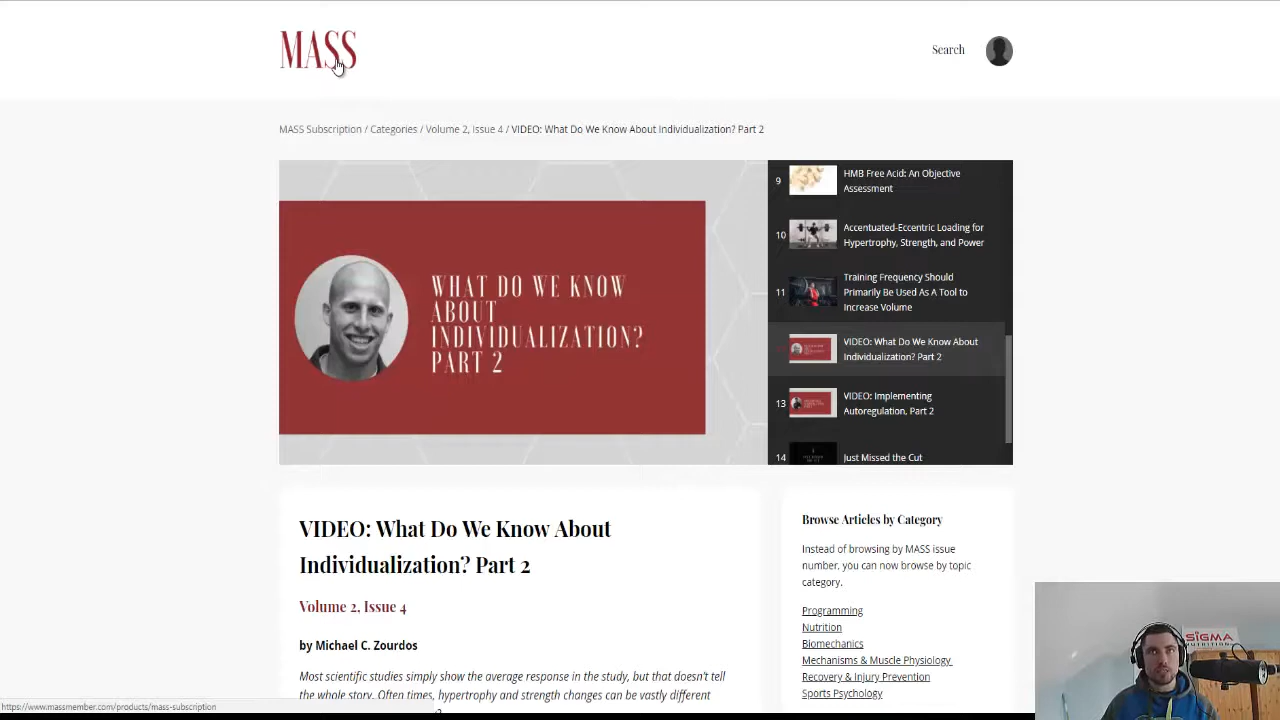 MASS
Search
MASS Subscription / Categories / Volume 2, Issue 4 / VIDEO: What Do We Know About Individualization? Part 2
WHAT DO WE KNOW
ABOUT
INDIVIDUALIZATION?
PART 2
9
HMB Free Acid: An Objective
Assessment
10
Accentuated-Eccentric Loading for
Hypertrophy, Strength, and Power
11
Training Frequency Should
Primarily Be Used As A Tool to
Increase Volume
VIDEO: What Do We Know About
Individualization? Part 2
13
VIDEO: Implementing
Autoregulation, Part 2
14
Just Missed the Cut
VIDEO: What Do We Know About
Individualization? Part 2
Volume 2, Issue 4
by Michael C. Zourdos
Most scientific studies simply show the average response in the study, but that doesn't tell
the whole story. Often times, hypertrophy and strength changes can be vastly different
Browse Articles by Category
Instead of browsing by MASS issue
number, you can now browse by topic
category.
Programming
Nutrition
Biomechanics
Mechanisms & Muscle Physiology
Recovery & Injury Prevention
Sports Psychology
SIGMA
NUTRITION
https://www.massmember.com/products/mass-subscription